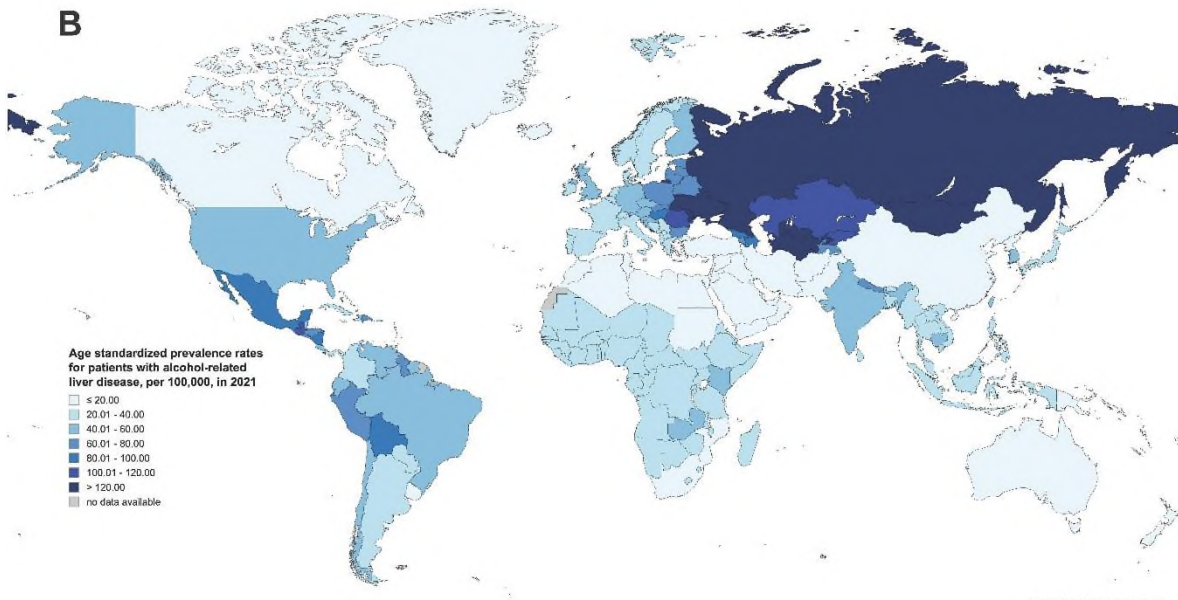 B
Age standardized prevalence rates
for patients with alcohol-related
liver disease, per 100,000, in 2021
≤ 20.00
20.01 - 40.00
40.01 - 60.00
60.01 - 80.00
80.01 - 100.00
100.01 - 120.00
> 120.00
no data available